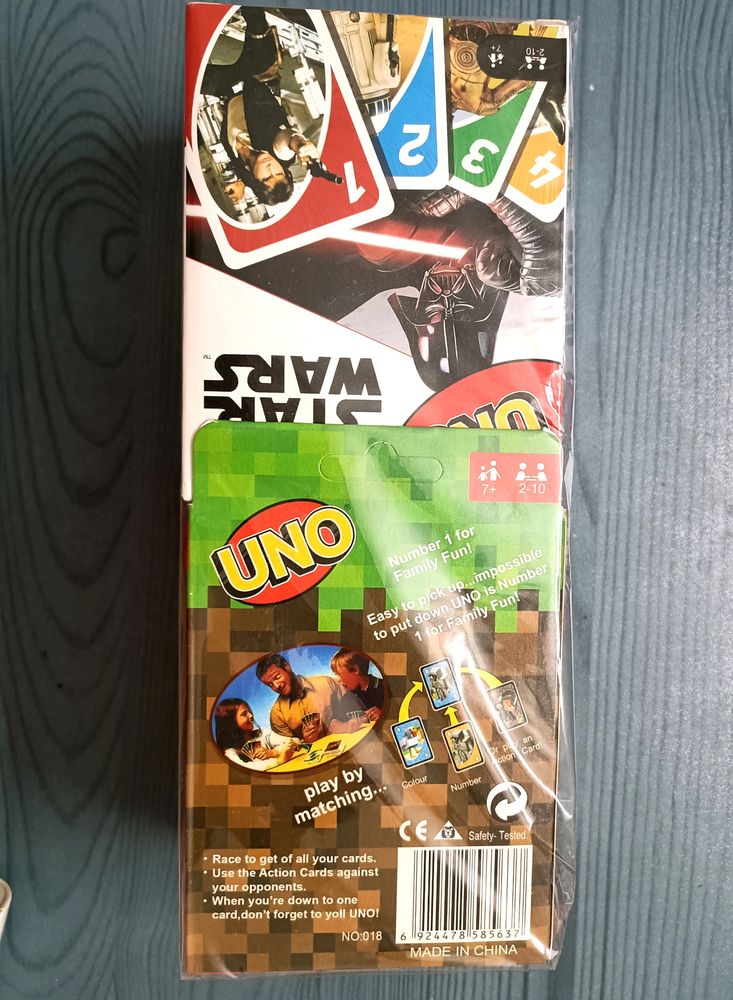 2-10
7+
1
2
3
4
STAR
WARS
™
UNO
7+
2-10
UNO
®
Number 1 for
Family Fun!
Easy to pick up...impossible
to put down.UNO is Number
1 for Family Fun!
play by
matching...
Colour
Number
Or play an
Action Card!
CE
Safety- Tested
• Race to get of all your cards.
• Use the Action Cards against
your opponents.
• When you're down to one
card,don't forget to yoll UNO!
NO:018
6 924478 585637
MADE IN CHINA